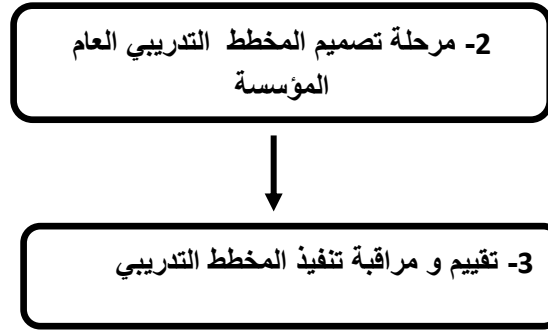 2- مرحلة تصميم المخطط التدريبي العام
المؤسسة
3- تقييم و مراقبة تنفيذ المخطط التدريبي